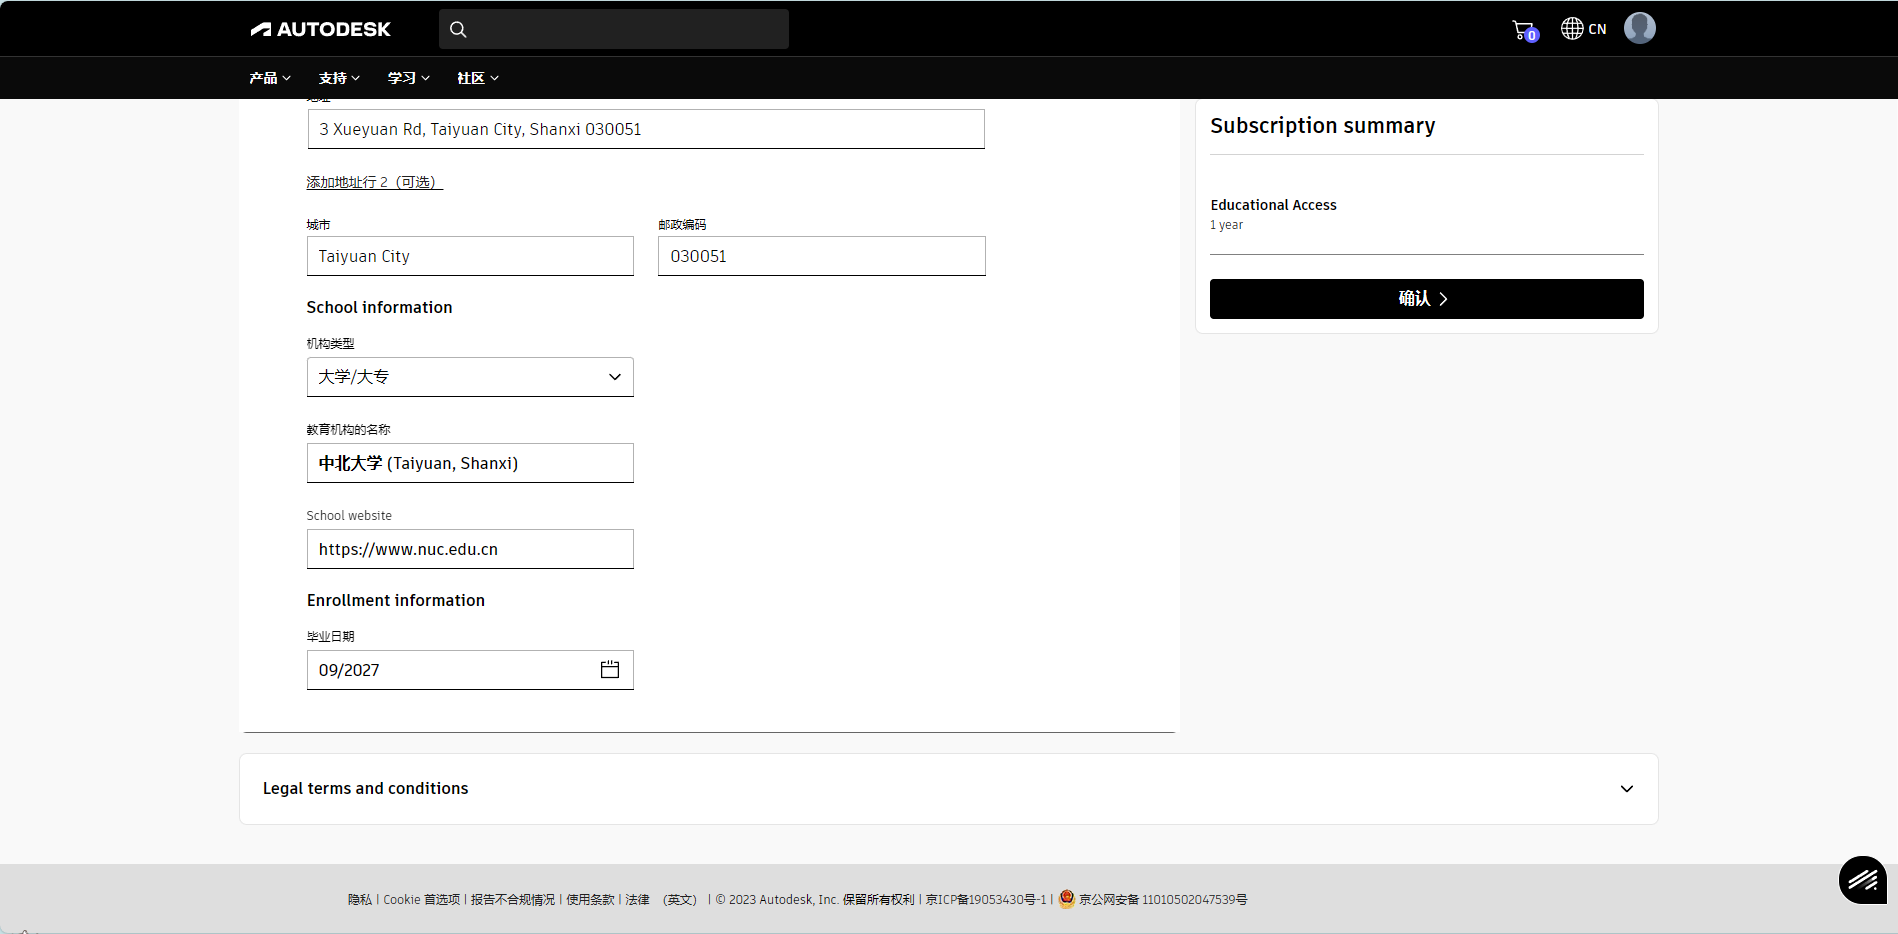 AUTODESK
0
CN
产品
支持
学习
社区
地址
3 Xueyuan Rd, Taiyuan City, Shanxi 030051
添加地址行 2（可选）
城市
邮政编码
Taiyuan City
030051
School information
机构类型
大学/大专
教育机构的名称
中北大学 (Taiyuan, Shanxi)
School website
https://www.nuc.edu.cn
Enrollment information
毕业日期
09/2027
Subscription summary
Educational Access
1 year
确认
Legal terms and conditions
隐私 | Cookie 首选项 | 报告不合规情况 | 使用条款 | 法律 （英文） | © 2023 Autodesk, Inc. 保留所有权利 | 京ICP备19053430号-1 | 京公网安备 11010502047539号